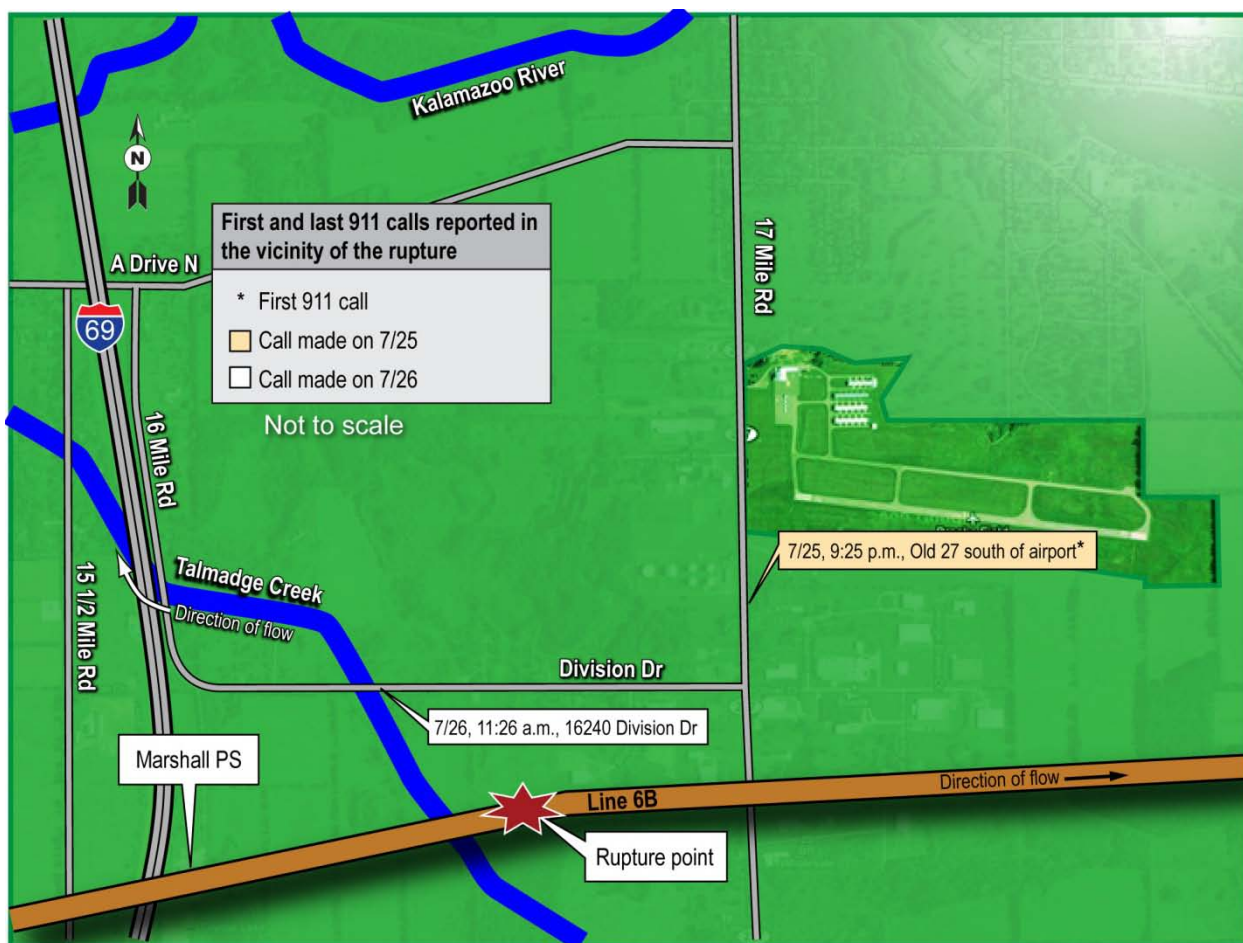 Kalamazoo River
N
First and last 911 calls reported in
the vicinity of the rupture
* First 911 call
Call made on 7/25
Call made on 7/26
Not to scale
A Drive N
69
17 Mile Rd
16 Mile Rd
15 1/2 Mile Rd
Talmadge Creek
Direction of flow
7/25, 9:25 p.m., Old 27 south of airport*
Division Dr
7/26, 11:26 a.m., 16240 Division Dr
Marshall PS
Line 6B
Direction of flow
Rupture point